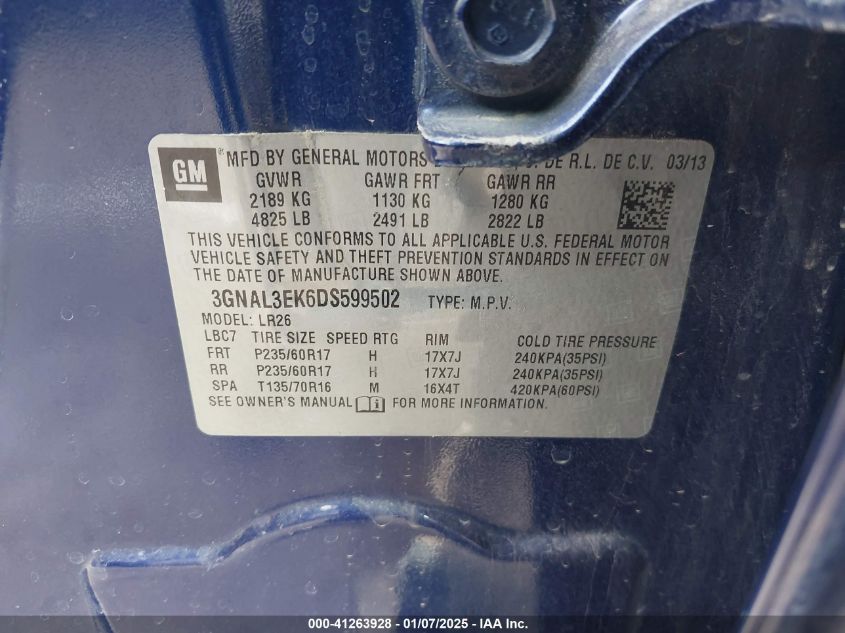 GM
® MFD BY GENERAL MOTORS DE R.L. DE C.V. 03/13
GVWR GAWR FRT GAWR RR
2189 KG 1130 KG 1280 KG
4825 LB 2491 LB 2822 LB
THIS VEHICLE CONFORMS TO ALL APPLICABLE U.S. FEDERAL MOTOR
VEHICLE SAFETY AND THEFT PREVENTION STANDARDS IN EFFECT ON
THE DATE OF MANUFACTURE SHOWN ABOVE.
3GNAL3EK6DS599502 TYPE: M.P.V.
MODEL: LR26
LBC7 TIRE SIZE SPEED RTG RIM COLD TIRE PRESSURE
FRT P235/60R17 H 17X7J 240KPA(35PSI)
RR P235/60R17 H 17X7J 240KPA(35PSI)
SPA T135/70R16 M 16X4T 420KPA(60PSI)
SEE OWNER'S MANUAL FOR MORE INFORMATION.
000-41263928 - 01/07/2025 - IAA Inc.